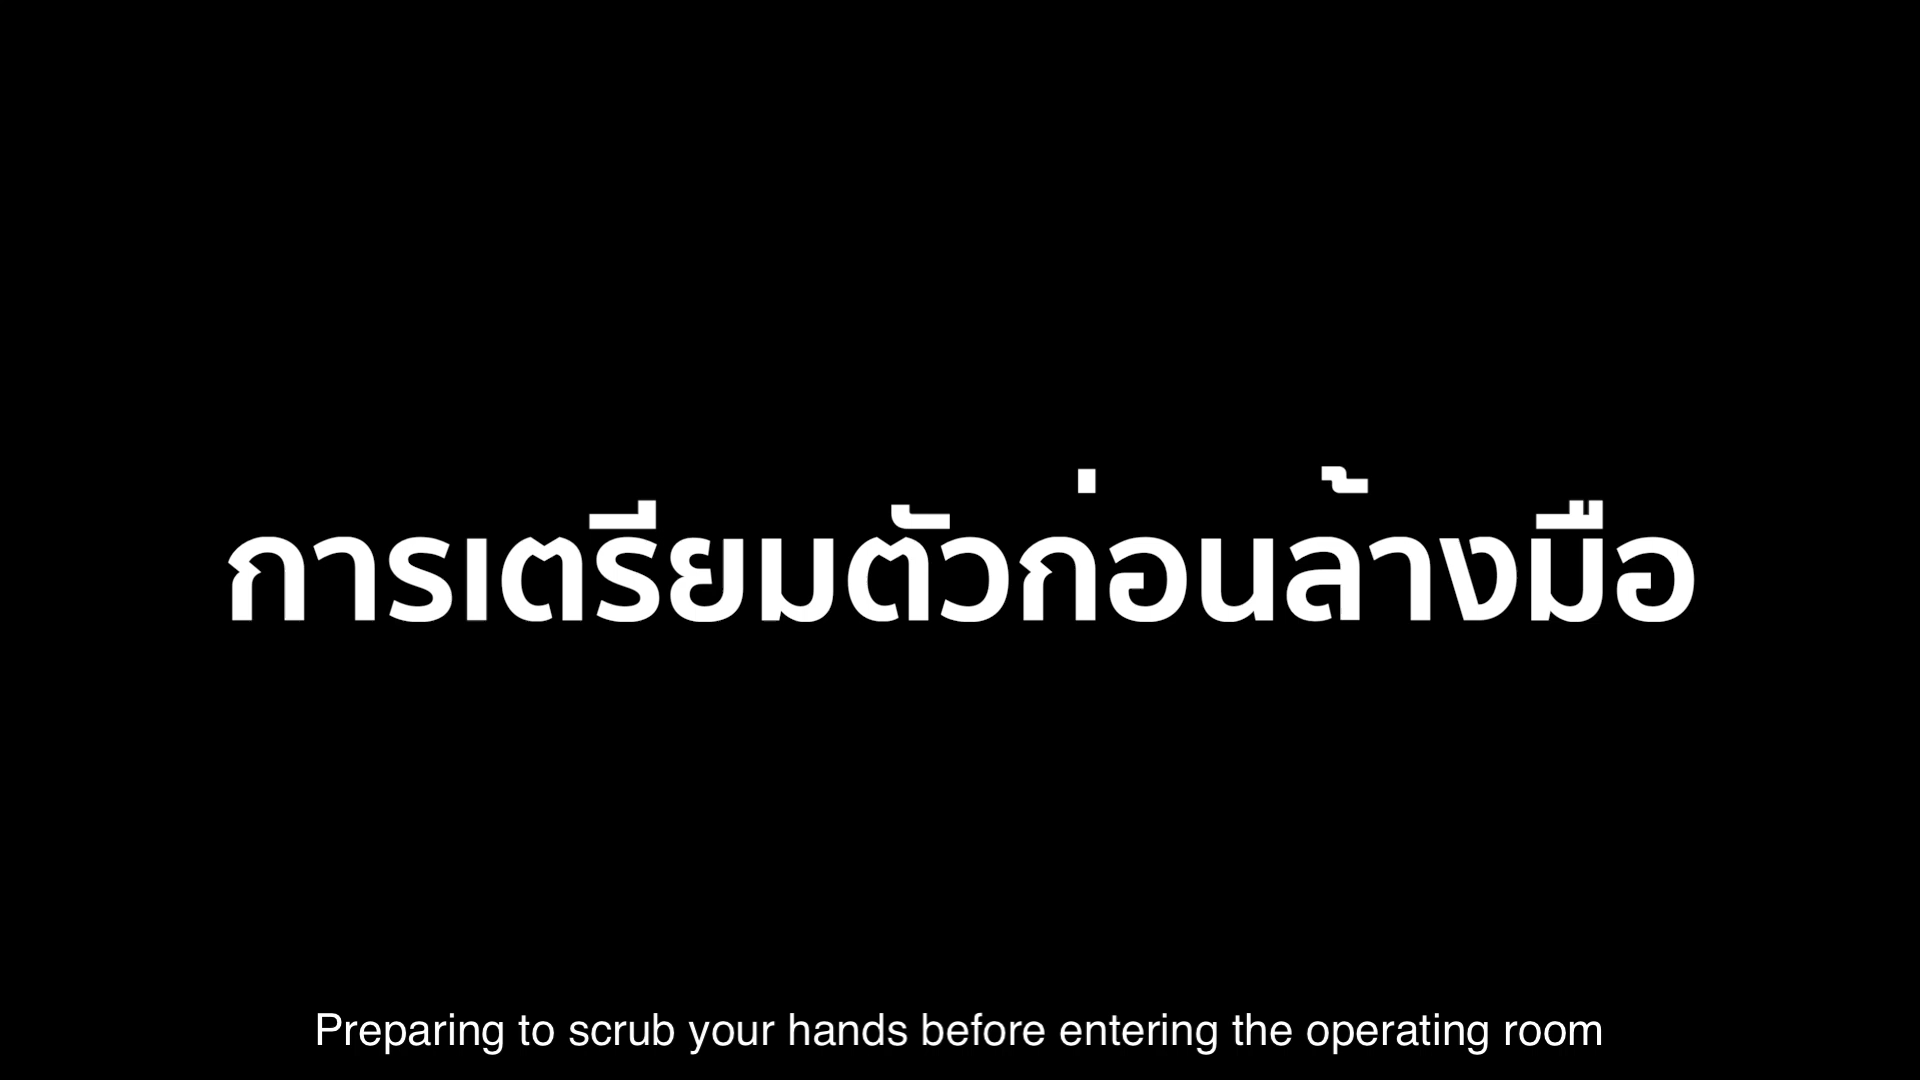 การเตรียมตัวก่อนล้างมือ
Preparing to scrub your hands before entering the operating room